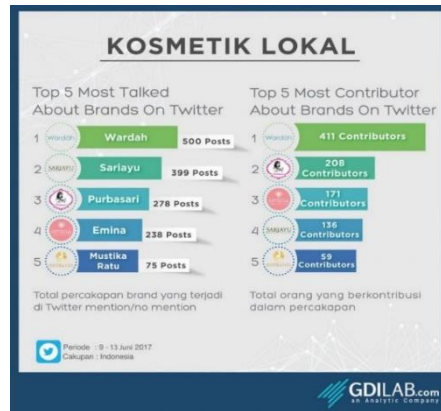 KOSMETIK LOKAL
Top 5 Most Talked
About Brands On Twitter
1 Wardah Wardah 500 Posts
2 SARIAYU Sariayu 399 Posts
3 Purbasari 278 Posts
4 Emina 238 Posts
5 Mustika
Ratu 75 Posts
Total percakapan brand yang terjadi
di Twitter mention/no mention
Top 5 Most Contributor
About Brands On Twitter
1 Wardah 411 Contributors
2 208
Contributors
3 171
Contributors
4 SARIAYU 136
Contributors
5 59
Contributors
Total orang yang berkontribusi
dalam percakapan
Periode : 9 - 13 Juni 2017
Cakupan : Indonesia
GDILAB.com
an Analytic Company